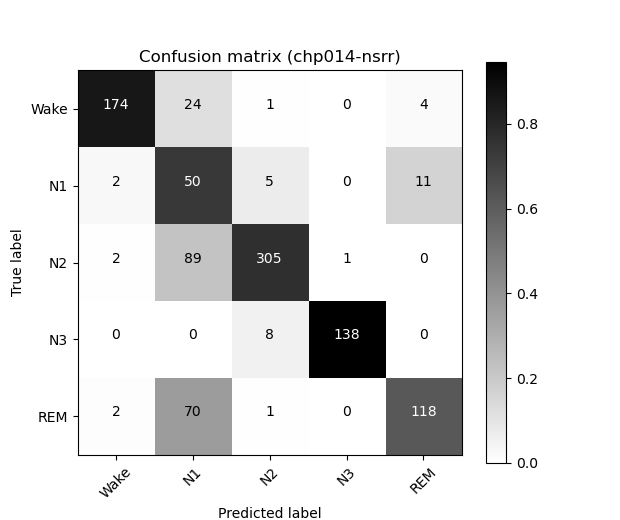 Confusion matrix (chp014-nsrr)
Wake 174 24 1 0 4
N1 2 50 5 0 11
N2 2 89 305 1 0
N3 0 0 8 138 0
REM 2 70 1 0 118
Wake N1 N2 N3 REM
Predicted label
True label
0.8
0.6
0.4
0.2
0.0